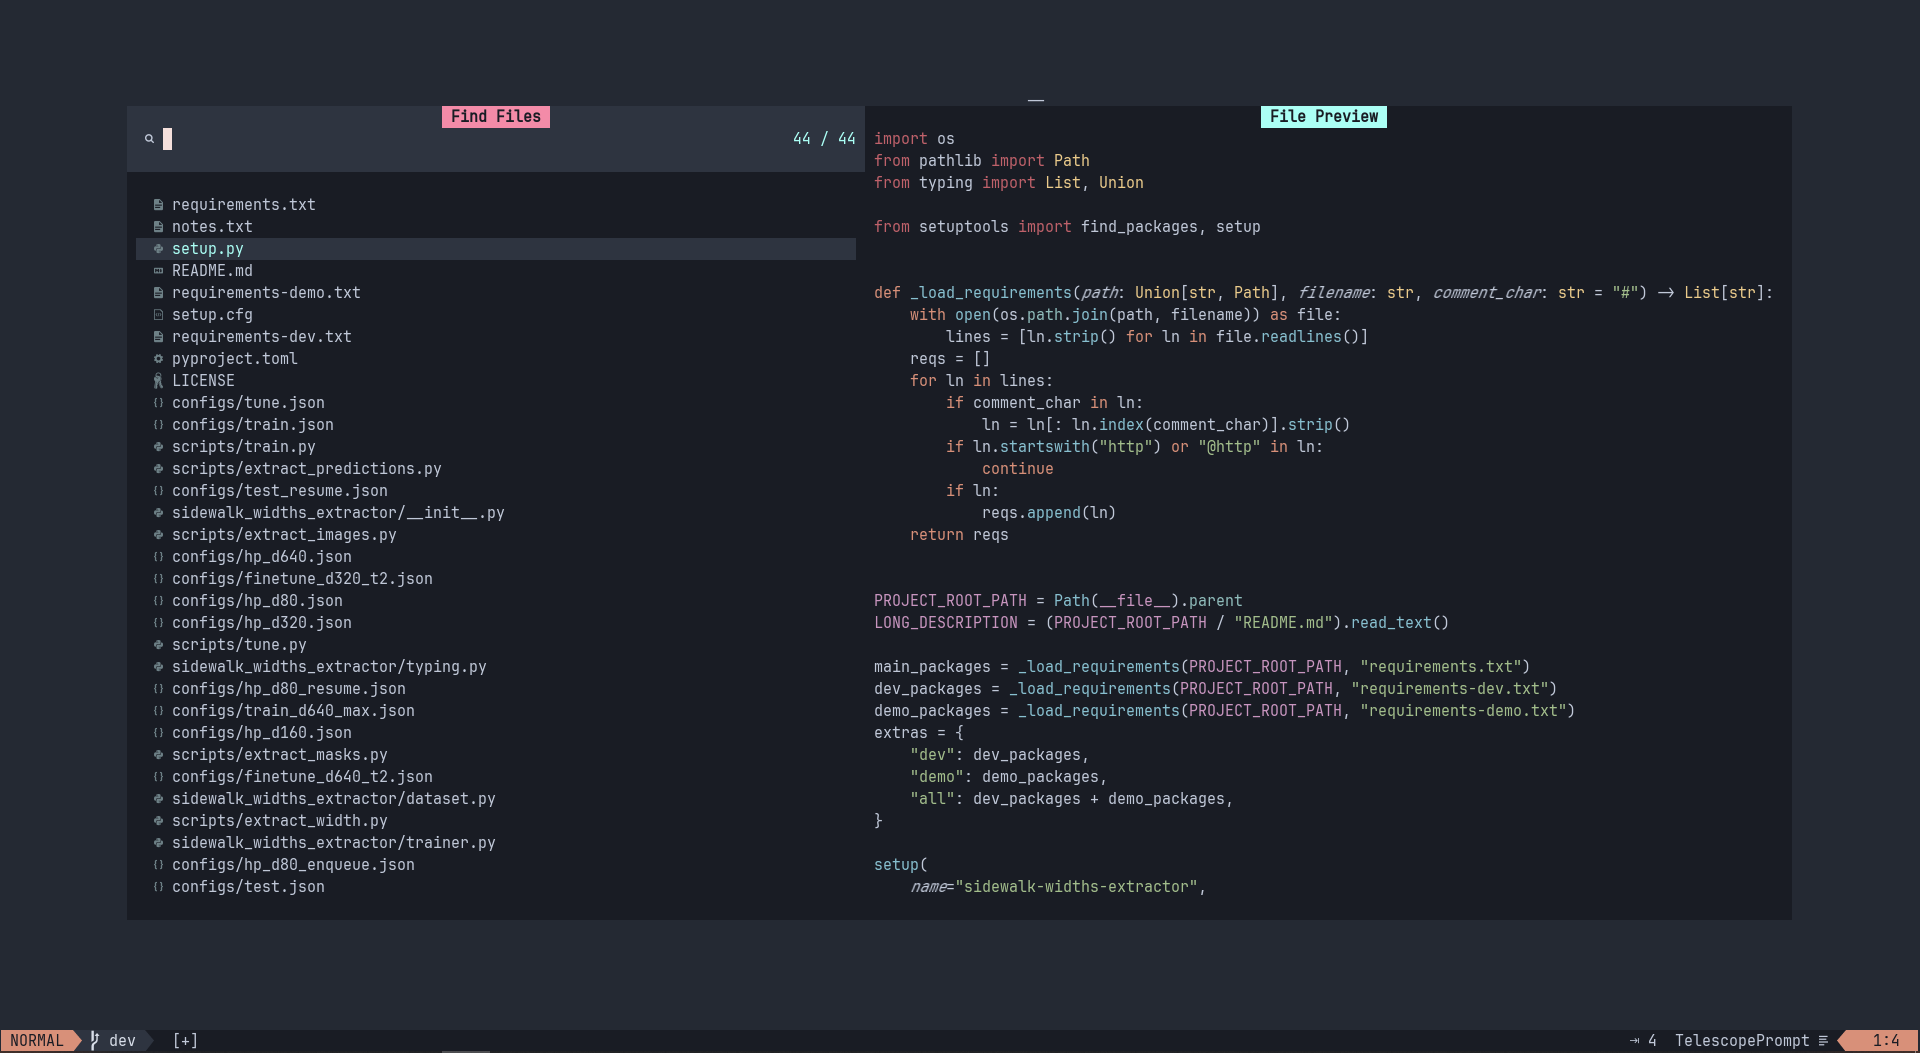 Find Files
44 / 44
requirements.txt
notes.txt
setup.py
README.md
requirements-demo.txt
setup.cfg
requirements-dev.txt
pyproject.toml
LICENSE
configs/tune.json
configs/train.json
scripts/train.py
scripts/extract_predictions.py
configs/test_resume.json
sidewalk_widths_extractor/__init__.py
scripts/extract_images.py
configs/hp_d640.json
configs/finetune_d320_t2.json
configs/hp_d80.json
configs/hp_d320.json
scripts/tune.py
sidewalk_widths_extractor/typing.py
configs/hp_d80_resume.json
configs/train_d640_max.json
configs/hp_d160.json
scripts/extract_masks.py
configs/finetune_d640_t2.json
sidewalk_widths_extractor/dataset.py
scripts/extract_width.py
sidewalk_widths_extractor/trainer.py
configs/hp_d80_enqueue.json
configs/test.json
File Preview
import os
from pathlib import Path
from typing import List, Union

from setuptools import find_packages, setup


def _load_requirements(path: Union[str, Path], filename: str, comment_char: str = "#") -> List[str]:
    with open(os.path.join(path, filename)) as file:
        lines = [ln.strip() for ln in file.readlines()]
    reqs = []
    for ln in lines:
        if comment_char in ln:
            ln = ln[: ln.index(comment_char)].strip()
        if ln.startswith("http") or "@http" in ln:
            continue
        if ln:
            reqs.append(ln)
    return reqs


PROJECT_ROOT_PATH = Path(__file__).parent
LONG_DESCRIPTION = (PROJECT_ROOT_PATH / "README.md").read_text()

main_packages = _load_requirements(PROJECT_ROOT_PATH, "requirements.txt")
dev_packages = _load_requirements(PROJECT_ROOT_PATH, "requirements-dev.txt")
demo_packages = _load_requirements(PROJECT_ROOT_PATH, "requirements-demo.txt")
extras = {
    "dev": dev_packages,
    "demo": demo_packages,
    "all": dev_packages + demo_packages,
}

setup(
    name="sidewalk-widths-extractor",
NORMAL dev [+] 4 TelescopePrompt 1:4